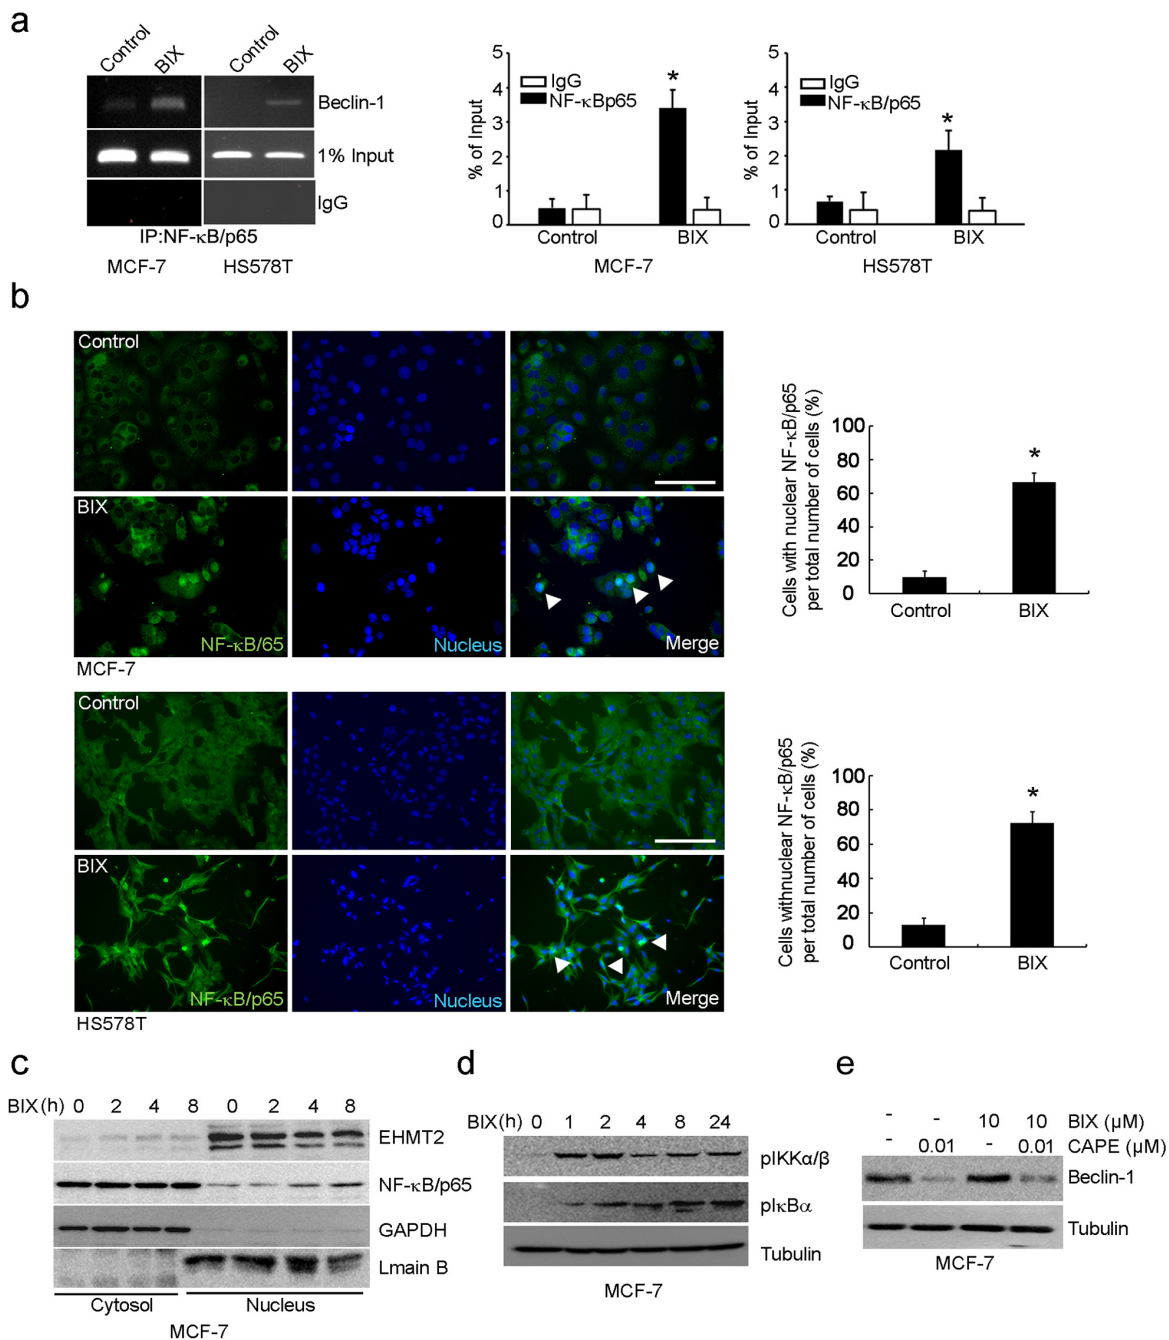 a
Control
BIX
Control
BIX
Beclin-1
1% Input
IgG
IP:NF-κB/p65
MCF-7
HS578T
% of Input
5
4
3
2
1
0
IgG
NF-κBp65
*
Control
BIX
MCF-7
% of Input
5
4
3
2
1
0
IgG
NF-κB/p65
*
Control
BIX
HS578T
b
Control
BIX
NF-κB/65
Nucleus
Merge
MCF-7
Cells with nuclear NF-κB/p65
per total number of cells (%)
100
80
60
40
20
0
*
Control
BIX
Control
BIX
NF-κB/p65
Nucleus
Merge
HS578T
Cells withnuclear NF-κB/p65
per total number of cells (%)
100
80
60
40
20
0
*
Control
BIX
c
BIX(h) 0 2 4 8 0 2 4 8
EHMT2
NF-κB/p65
GAPDH
Lmain B
Cytosol Nucleus
MCF-7
d
BIX(h) 0 1 2 4 8 24
pIKKα/β
pIκBα
Tubulin
MCF-7
e
- - 10 10 BIX (μM)
- 0.01 - 0.01 CAPE (μM)
Beclin-1
Tubulin
MCF-7